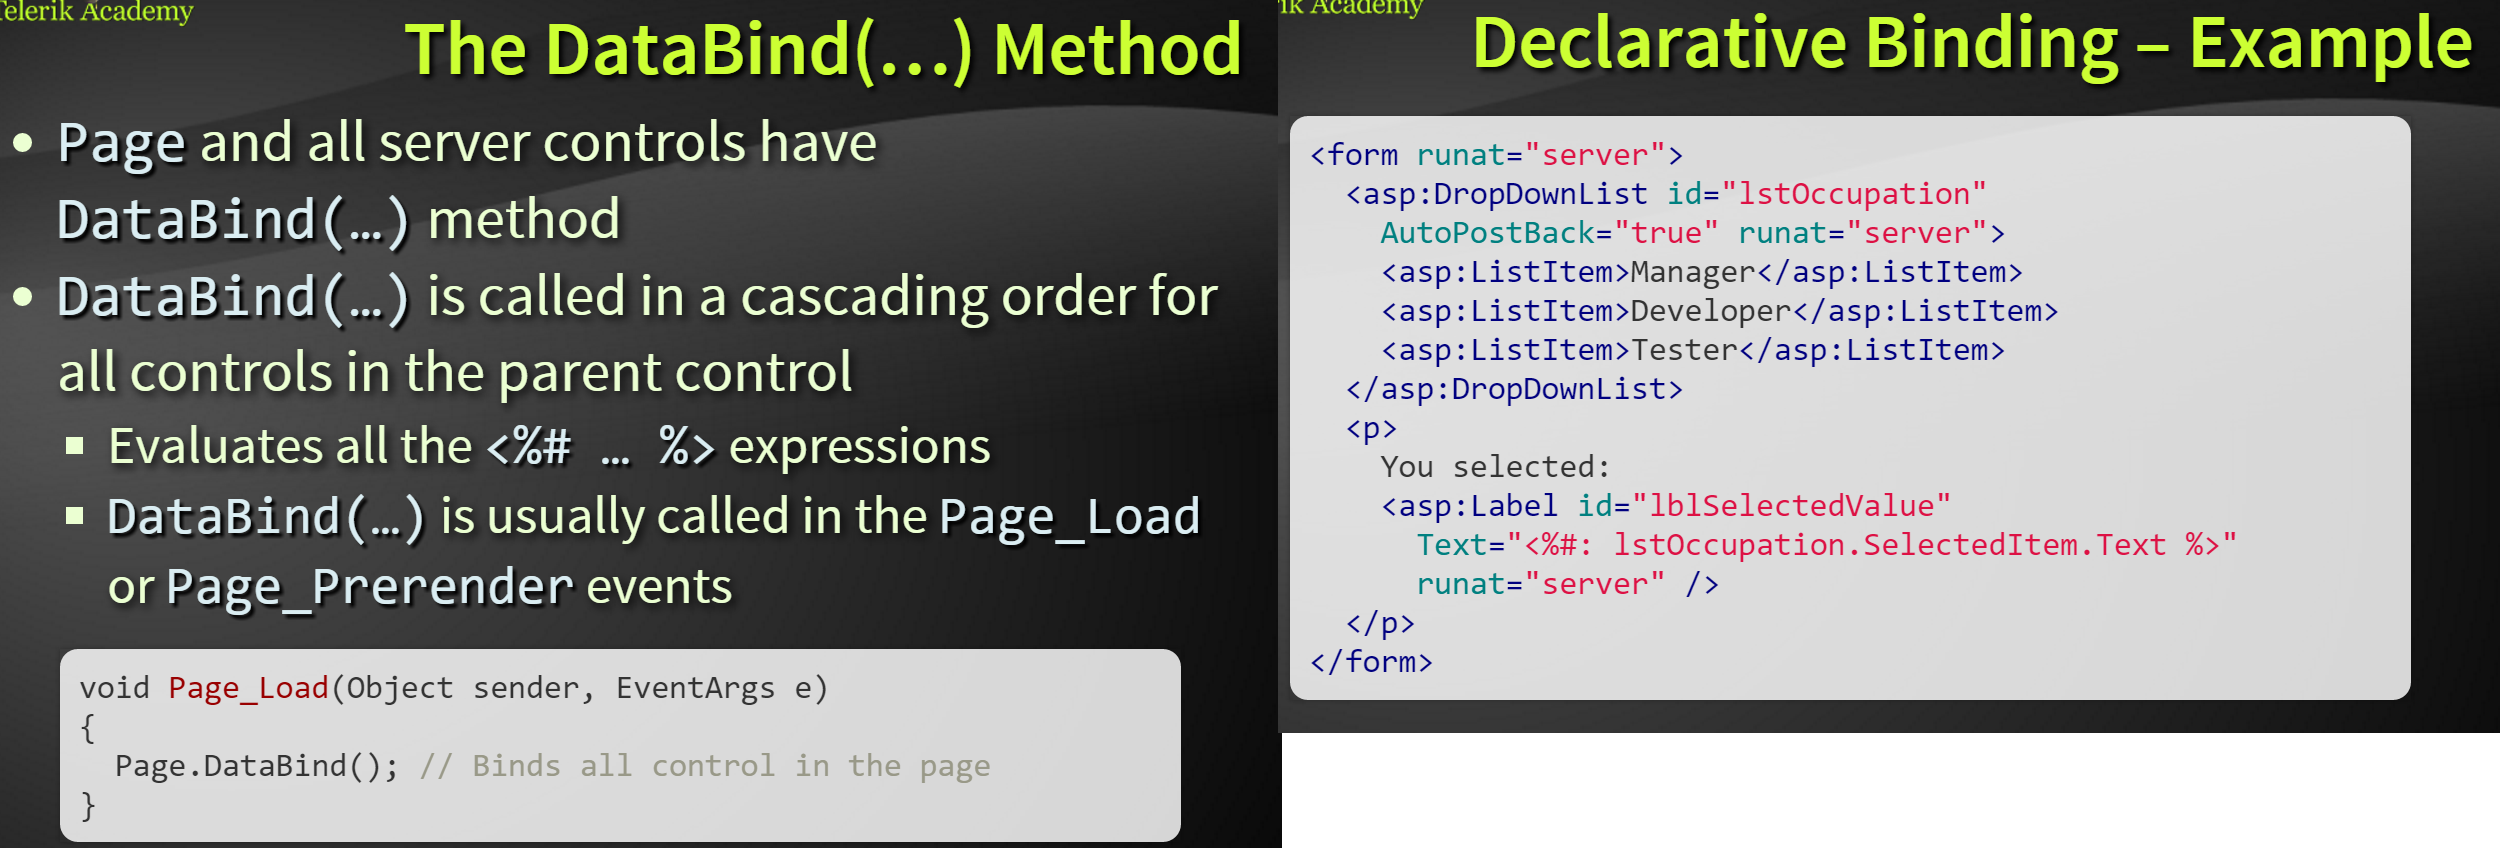 Telerik Academy
The DataBind(…) Method
• Page and all server controls have
DataBind(…) method
• DataBind(…) is called in a cascading order for
all controls in the parent control
▪ Evaluates all the <%# … %> expressions
▪ DataBind(…) is usually called in the Page_Load
or Page_Prerender events
void Page_Load(Object sender, EventArgs e)
{
  Page.DataBind(); // Binds all control in the page
}
ik Academy
Declarative Binding – Example
<form runat="server">
  <asp:DropDownList id="lstOccupation"
    AutoPostBack="true" runat="server">
    <asp:ListItem>Manager</asp:ListItem>
    <asp:ListItem>Developer</asp:ListItem>
    <asp:ListItem>Tester</asp:ListItem>
  </asp:DropDownList>
  <p>
    You selected:
    <asp:Label id="lblSelectedValue"
      Text="<%#: lstOccupation.SelectedItem.Text %>"
      runat="server" />
  </p>
</form>